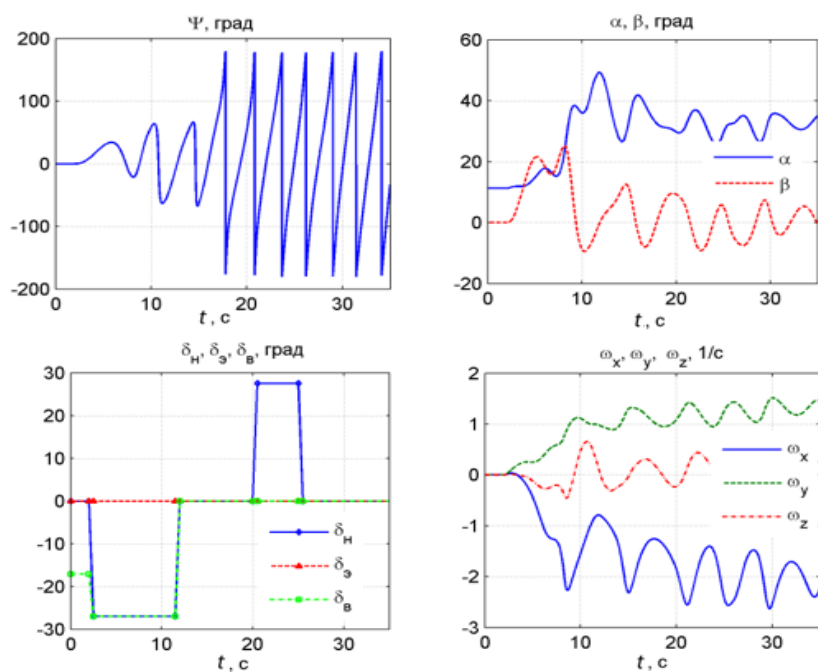 Ψ, град
200
100
0
-100
-200
0 10 20 30
t , с
α, β, град
60
40
20
0
-20
α
β
0 10 20 30
t , с
δн, δэ, δв, град
30
20
10
0
-10
-20
-30
δн
δэ
δв
0 10 20 30
t , с
ωx, ωy, ωz, 1/с
2
1
0
-1
-2
-3
ωx
ωy
ωz
0 10 20 30
t , с